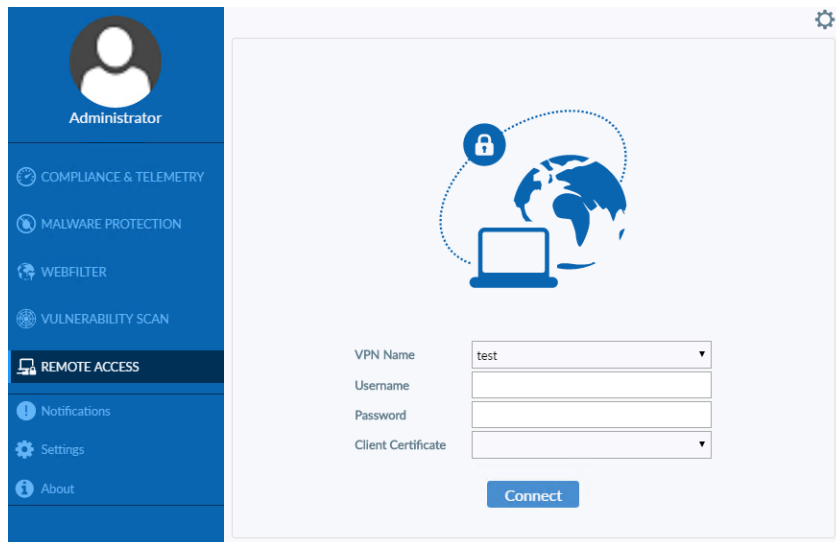 Administrator
COMPLIANCE & TELEMETRY
MALWARE PROTECTION
WEBFILTER
VULNERABILITY SCAN
REMOTE ACCESS
Notifications
Settings
About
VPN Name
test
Username
Password
Client Certificate
Connect